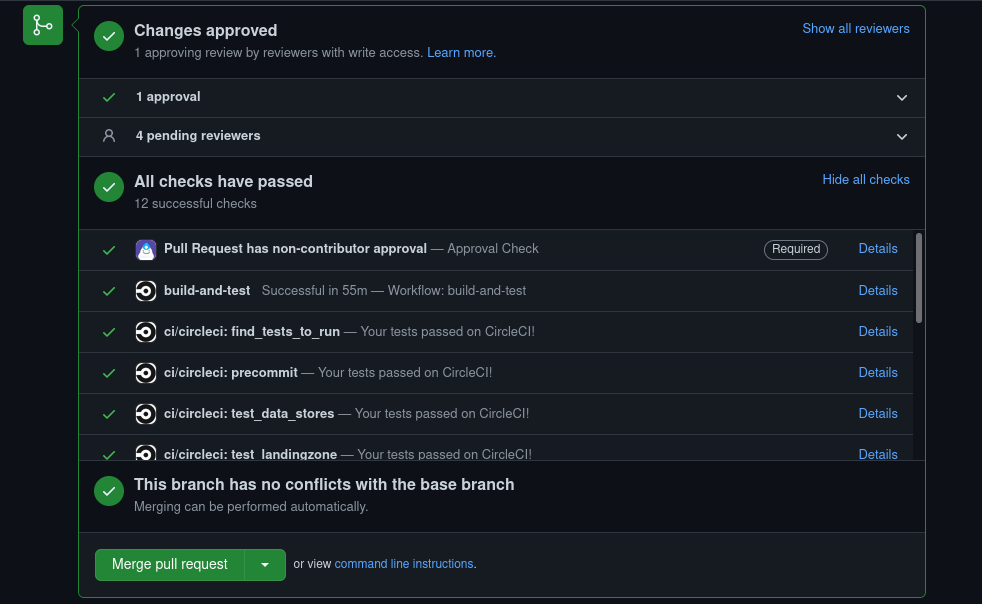 Changes approved
Show all reviewers
1 approving review by reviewers with write access. Learn more.
1 approval
4 pending reviewers
All checks have passed
Hide all checks
12 successful checks
Pull Request has non-contributor approval — Approval Check Required Details
build-and-test Successful in 55m — Workflow: build-and-test Details
ci/circleci: find_tests_to_run — Your tests passed on CircleCI! Details
ci/circleci: precommit — Your tests passed on CircleCI! Details
ci/circleci: test_data_stores — Your tests passed on CircleCI! Details
ci/circleci: test_landingzone — Your tests passed on CircleCI! Details
This branch has no conflicts with the base branch
Merging can be performed automatically.
Merge pull request or view command line instructions.